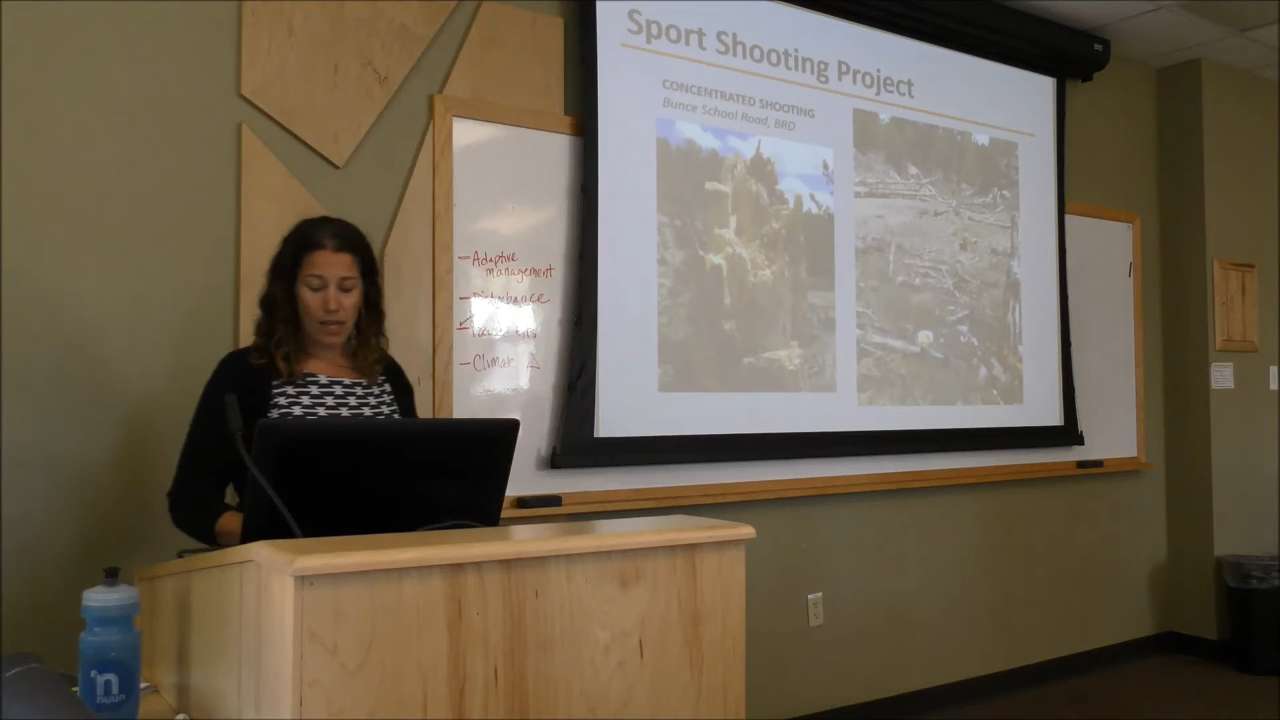 Sport Shooting Project
CONCENTRATED SHOOTING
Bunce School Road, BRD
- Adaptive
management
- Disturbance
- Climate Δ
nuun